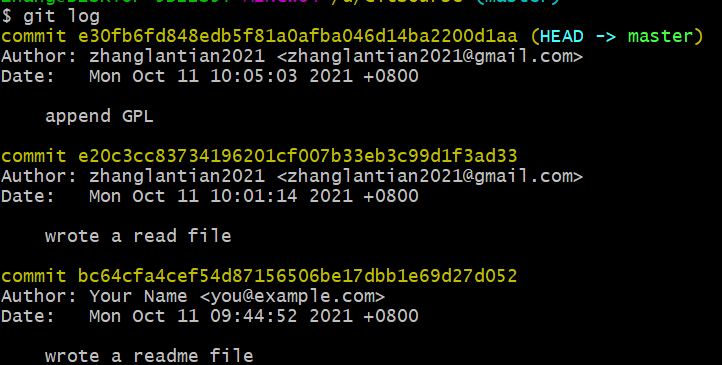 $ git log
commit e30fb6fd848edb5f81a0afba046d14ba2200d1aa (HEAD -> master)
Author: zhanglantian2021 <zhanglantian2021@gmail.com>
Date:   Mon Oct 11 10:05:03 2021 +0800
append GPL
commit e20c3cc83734196201cf007b33eb3c99d1f3ad33
Author: zhanglantian2021 <zhanglantian2021@gmail.com>
Date:   Mon Oct 11 10:01:14 2021 +0800
wrote a read file
commit bc64cfa4cef54d87156506be17dbb1e69d27d052
Author: Your Name <you@example.com>
Date:   Mon Oct 11 09:44:52 2021 +0800
wrote a readme file